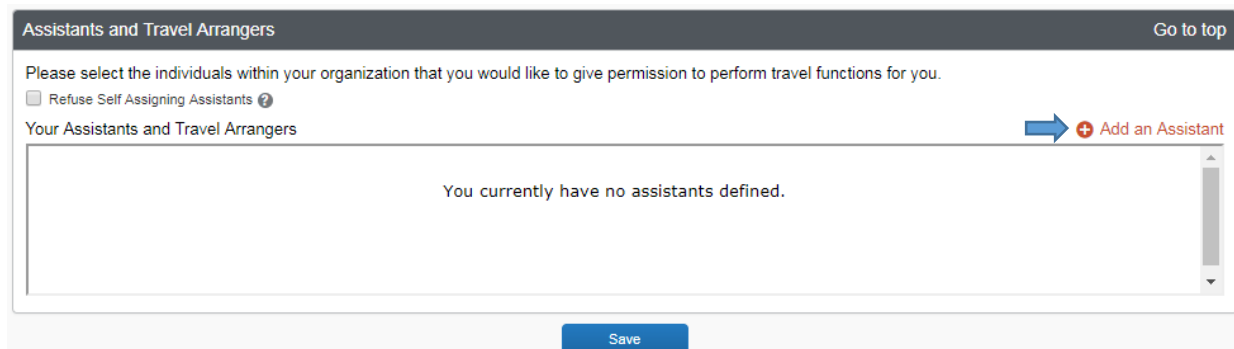 Assistants and Travel Arrangers Go to top
Please select the individuals within your organization that you would like to give permission to perform travel functions for you.
Refuse Self Assigning Assistants ?
Your Assistants and Travel Arrangers Add an Assistant
You currently have no assistants defined.
Save